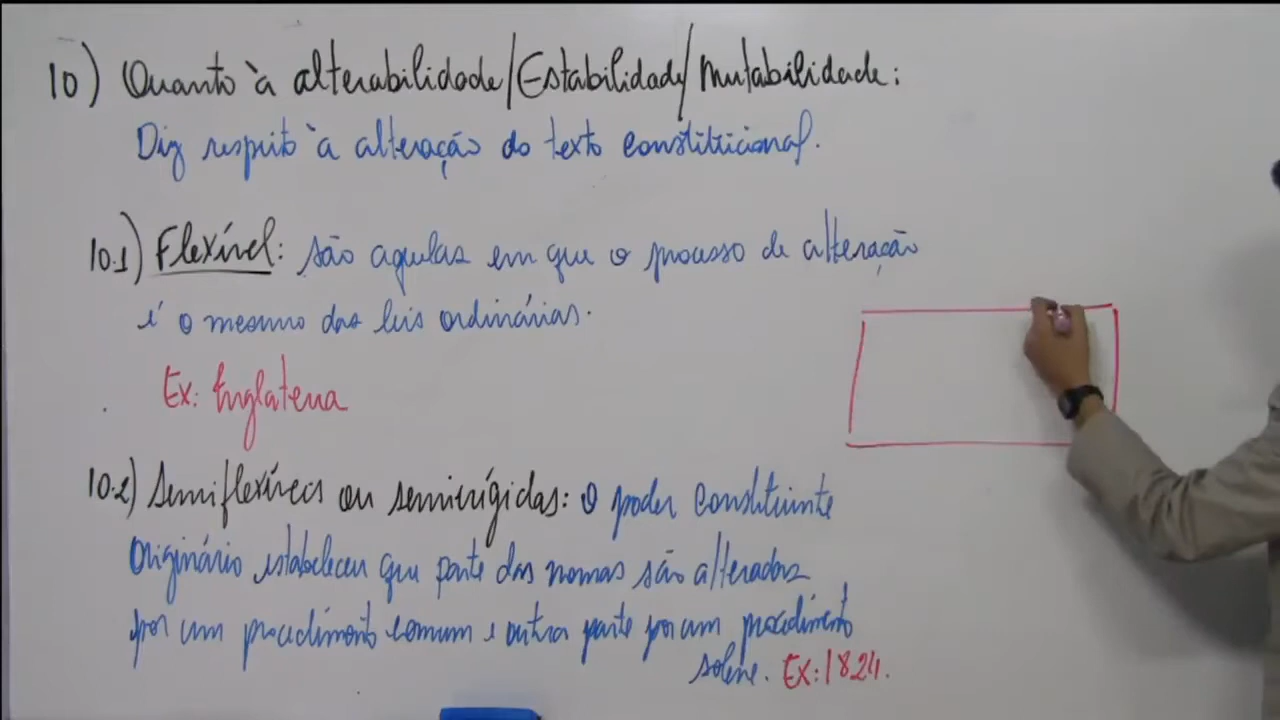 10) Quanto à alterabilidade/Estabilidade/Mutabilidade:
Diz respeito à alteração do texto constitucional.
10.1) Flexível: são aquelas em que o processo de alteração
é o mesmo das leis ordinárias.
Ex: Inglaterra
10.2) Semiflexíveis ou semirrígidas: O poder constituinte
Originário estabeleceu que parte das normas são alteradas
por um procedimento comum e outra parte por um procedimento
solene. Ex: 1824.